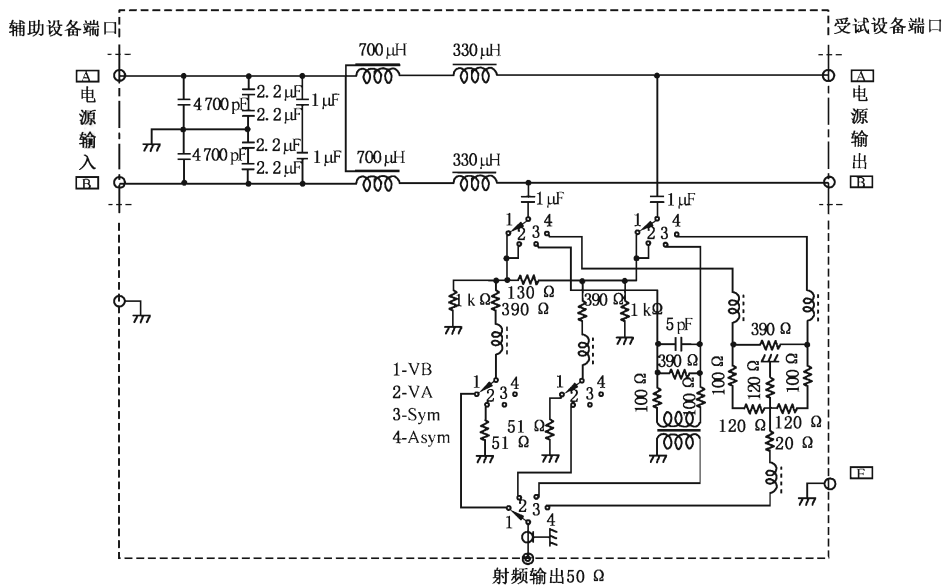 辅助设备端口
受试设备端口
700 μH
330 μH
A
A
电源输入
电源输出
4 700 pF
2.2 μF
2.2 μF
1 μF
4 700 pF
2.2 μF
2.2 μF
1 μF
700 μH
330 μH
B
B
1 μF
1 μF
1
2
3
4
1
2
3
4
1 kΩ
130 Ω
390 Ω
390 Ω
1 kΩ
5 pF
390 Ω
390 Ω
100 Ω
100 Ω
100 Ω
120 Ω
100 Ω
1-VB
2-VA
3-Sym
4-Asym
1
2
3
4
1
2
3
4
51 Ω
51 Ω
120 Ω
120 Ω
20 Ω
E
1
2
3
4
射频输出50 Ω